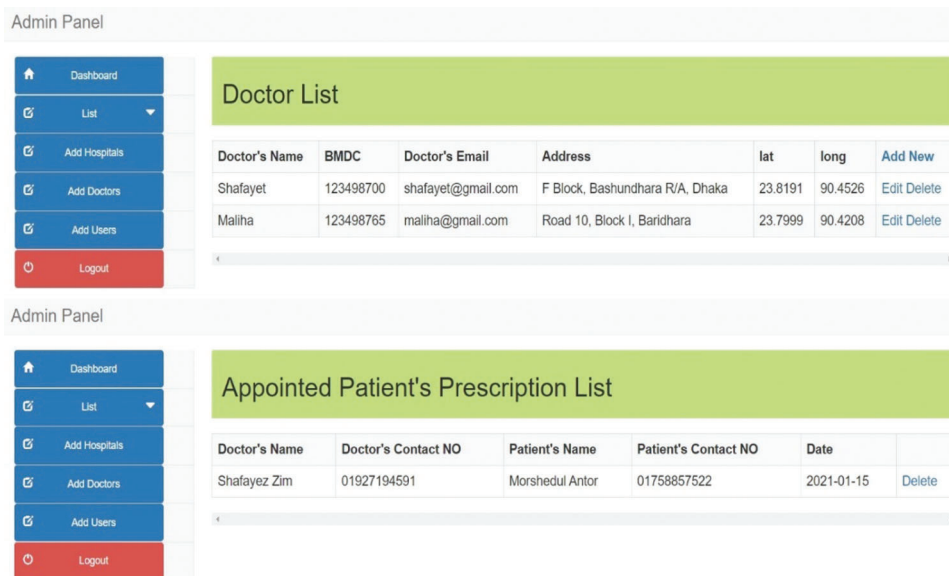 Admin Panel
Dashboard
List
Add Hospitals
Add Doctors
Add Users
Logout
Doctor List
Doctor's Name BMDC Doctor's Email Address lat long Add New
Shafayet 123498700 shafayet@gmail.com F Block, Bashundhara R/A, Dhaka 23.8191 90.4526 Edit Delete
Maliha 123498765 maliha@gmail.com Road 10, Block I, Baridhara 23.7999 90.4208 Edit Delete
Admin Panel
Dashboard
List
Add Hospitals
Add Doctors
Add Users
Logout
Appointed Patient's Prescription List
Doctor's Name Doctor's Contact NO Patient's Name Patient's Contact NO Date
Shafayez Zim 01927194591 Morshedul Antor 01758857522 2021-01-15 Delete